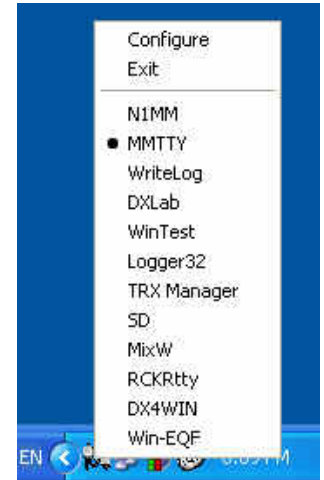 Configure
Exit
N1MM
MMTTY
WriteLog
DXLab
WinTest
Logger32
TRX Manager
SD
MixW
RCKRtty
DX4WIN
Win-EQF
EN